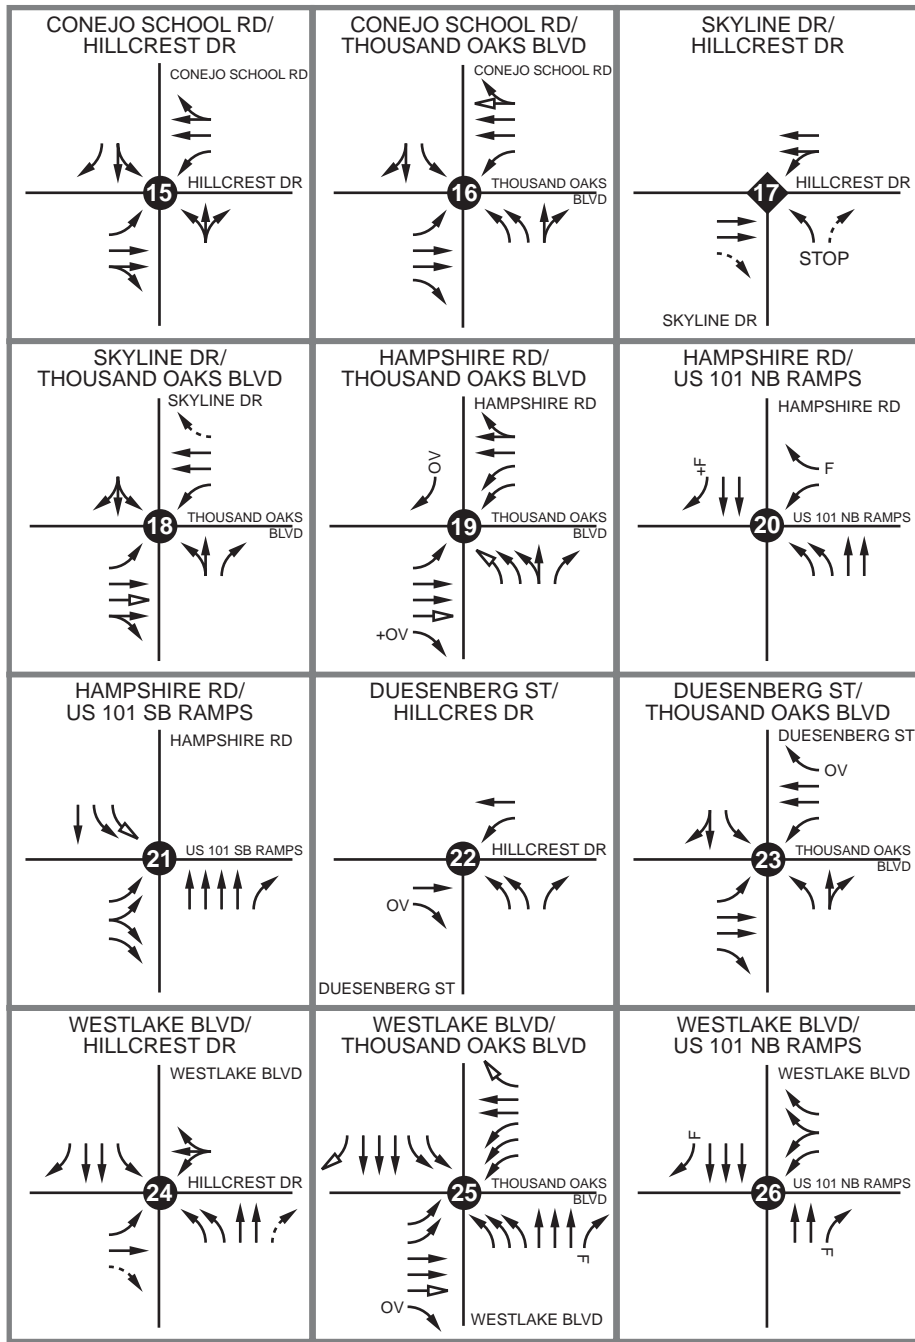 CONEJO SCHOOL RD/
HILLCREST DR
CONEJO SCHOOL RD
15
HILLCREST DR
CONEJO SCHOOL RD/
THOUSAND OAKS BLVD
CONEJO SCHOOL RD
16
THOUSAND OAKS
BLVD
SKYLINE DR/
HILLCREST DR
17
HILLCREST DR
STOP
SKYLINE DR
SKYLINE DR/
THOUSAND OAKS BLVD
SKYLINE DR
18
THOUSAND OAKS
BLVD
HAMPSHIRE RD/
THOUSAND OAKS BLVD
HAMPSHIRE RD
OV
19
THOUSAND OAKS
BLVD
+OV
HAMPSHIRE RD/
US 101 NB RAMPS
HAMPSHIRE RD
+F
F
20
US 101 NB RAMPS
HAMPSHIRE RD/
US 101 SB RAMPS
HAMPSHIRE RD
21
US 101 SB RAMPS
DUESENBERG ST/
HILLCRES DR
22
HILLCREST DR
OV
DUESENBERG ST
DUESENBERG ST/
THOUSAND OAKS BLVD
DUESENBERG ST
OV
23
THOUSAND OAKS
BLVD
WESTLAKE BLVD/
HILLCREST DR
WESTLAKE BLVD
24
HILLCREST DR
WESTLAKE BLVD/
THOUSAND OAKS BLVD
25
THOUSAND OAKS
BLVD
F
OV
WESTLAKE BLVD
WESTLAKE BLVD/
US 101 NB RAMPS
WESTLAKE BLVD
F
26
US 101 NB RAMPS
F